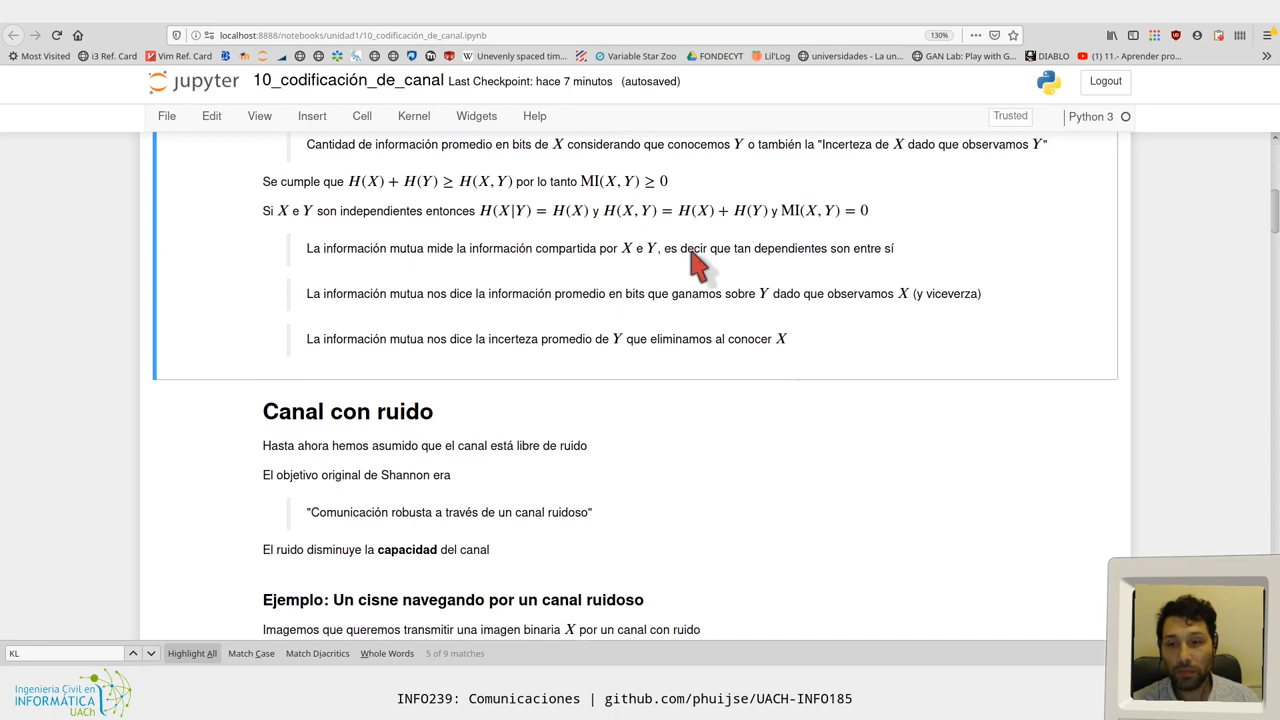 localhost:8888/notebooks/unidad1/10_codificación_de_canal.ipynb
130%
Most Visited i3 Ref. Card Vim Ref. Card Unevenly spaced tim... Variable Star Zoo FONDECYT Lil'Log universidades - La un... GAN Lab: Play with G... DIABLO (1) 11.- Aprender pro...
jupyter 10_codificación_de_canal Last Checkpoint: hace 7 minutos (autosaved) Logout
File Edit View Insert Cell Kernel Widgets Help Trusted Python 3
Cantidad de información promedio en bits de X considerando que conocemos Y o también la "Incerteza de X dado que observamos Y"
Se cumple que H(X) + H(Y) ≥ H(X, Y) por lo tanto MI(X, Y) ≥ 0
Si X e Y son independientes entonces H(X|Y) = H(X) y H(X, Y) = H(X) + H(Y) y MI(X, Y) = 0
La información mutua mide la información compartida por X e Y, es decir que tan dependientes son entre sí
La información mutua nos dice la información promedio en bits que ganamos sobre Y dado que observamos X (y viceverza)
La información mutua nos dice la incerteza promedio de Y que eliminamos al conocer X
Canal con ruido
Hasta ahora hemos asumido que el canal está libre de ruido
El objetivo original de Shannon era
"Comunicación robusta a través de un canal ruidoso"
El ruido disminuye la capacidad del canal
Ejemplo: Un cisne navegando por un canal ruidoso
Imagemos que queremos transmitir una imagen binaria X por un canal con ruido
KL Highlight All Match Case Match Diacritics Whole Words 5 of 9 matches
Ingeniería Civil en
INFORMÁTICA
UACh
INFO239: Comunicaciones | github.com/phuijse/UACH-INFO185